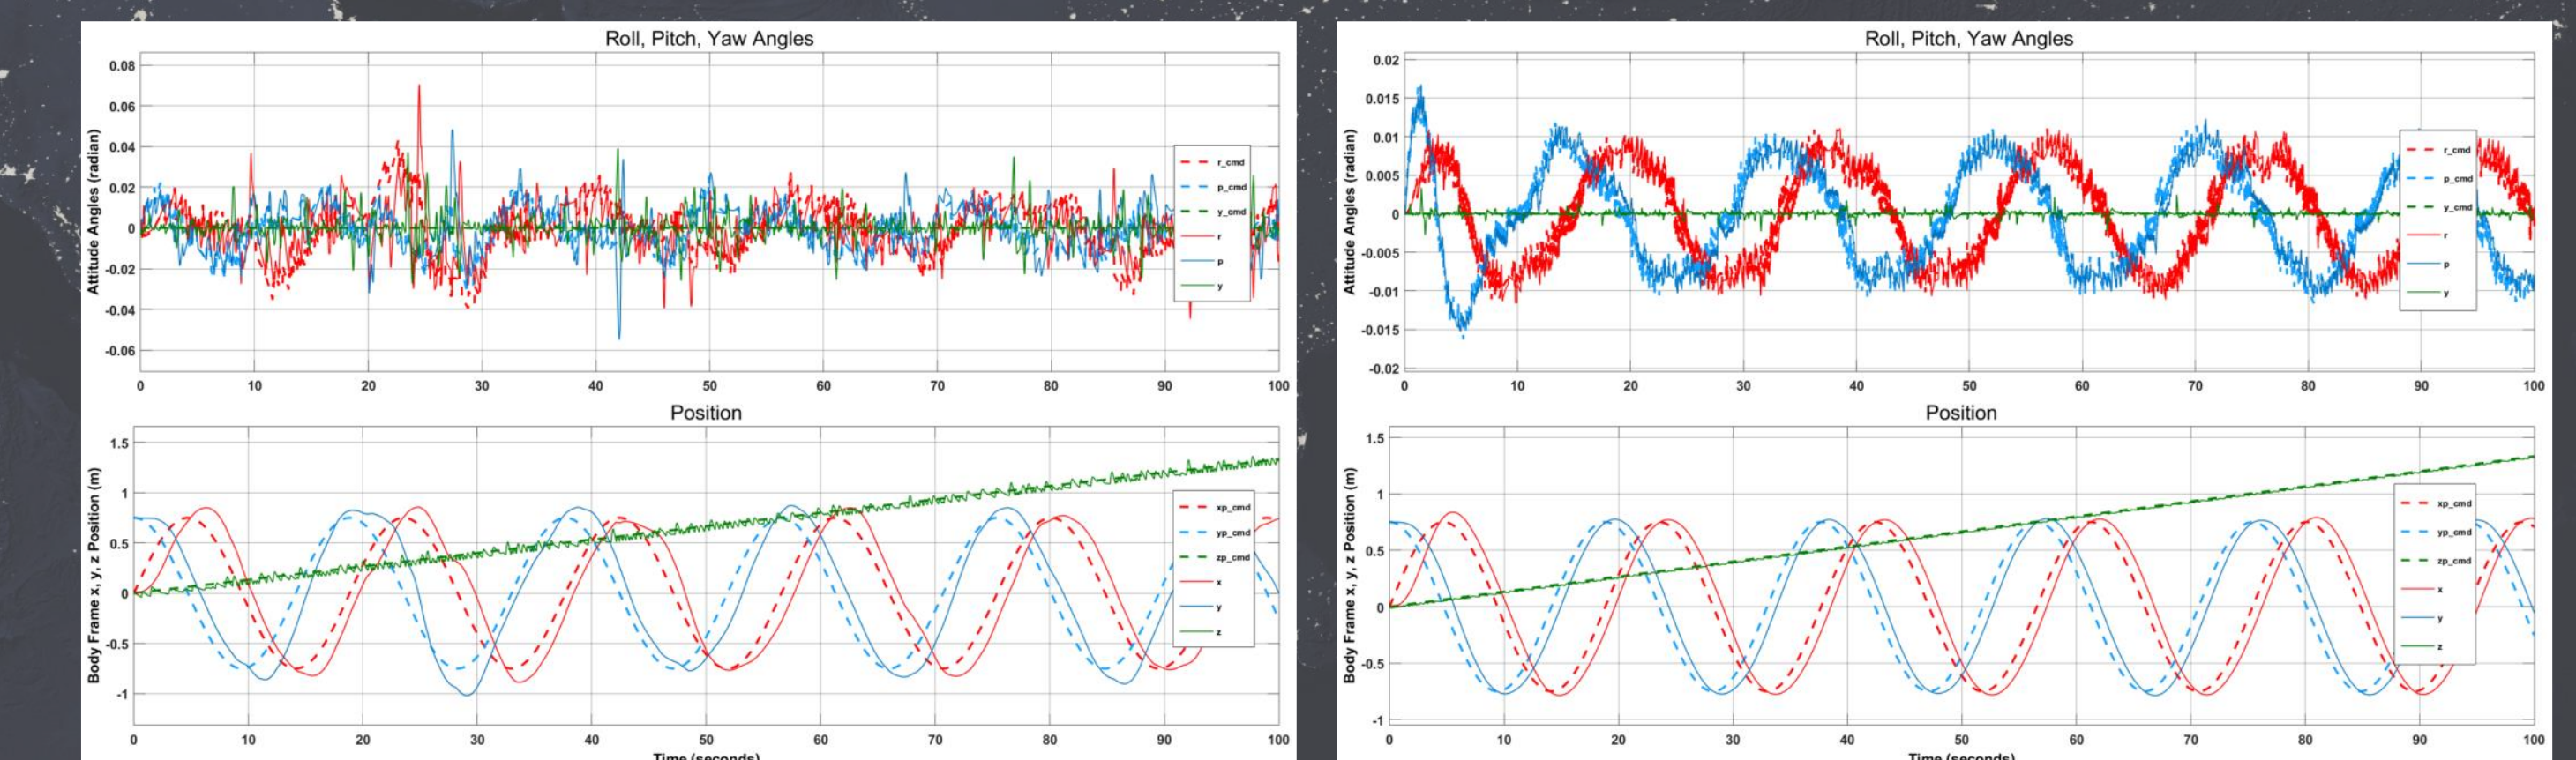 Roll, Pitch, Yaw Angles
Attitude Angles (radian)
0.08
0.06
0.04
0.02
0
-0.02
-0.04
-0.06
r_cmd
p_cmd
y_cmd
r
p
y
0 10 20 30 40 50 60 70 80 90 100
Position
Body Frame x, y, z Position (m)
1.5
1
0.5
0
-0.5
-1
xp_cmd
yp_cmd
zp_cmd
x
y
z
0 10 20 30 40 50 60 70 80 90 100
Time (seconds)
Roll, Pitch, Yaw Angles
Attitude Angles (radian)
0.02
0.015
0.01
0.005
0
-0.005
-0.01
-0.015
-0.02
r_cmd
p_cmd
y_cmd
r
p
y
0 10 20 30 40 50 60 70 80 90 100
Position
Body Frame x, y, z Position (m)
1.5
1
0.5
0
-0.5
-1
xp_cmd
yp_cmd
zp_cmd
x
y
z
0 10 20 30 40 50 60 70 80 90 100
Time (seconds)